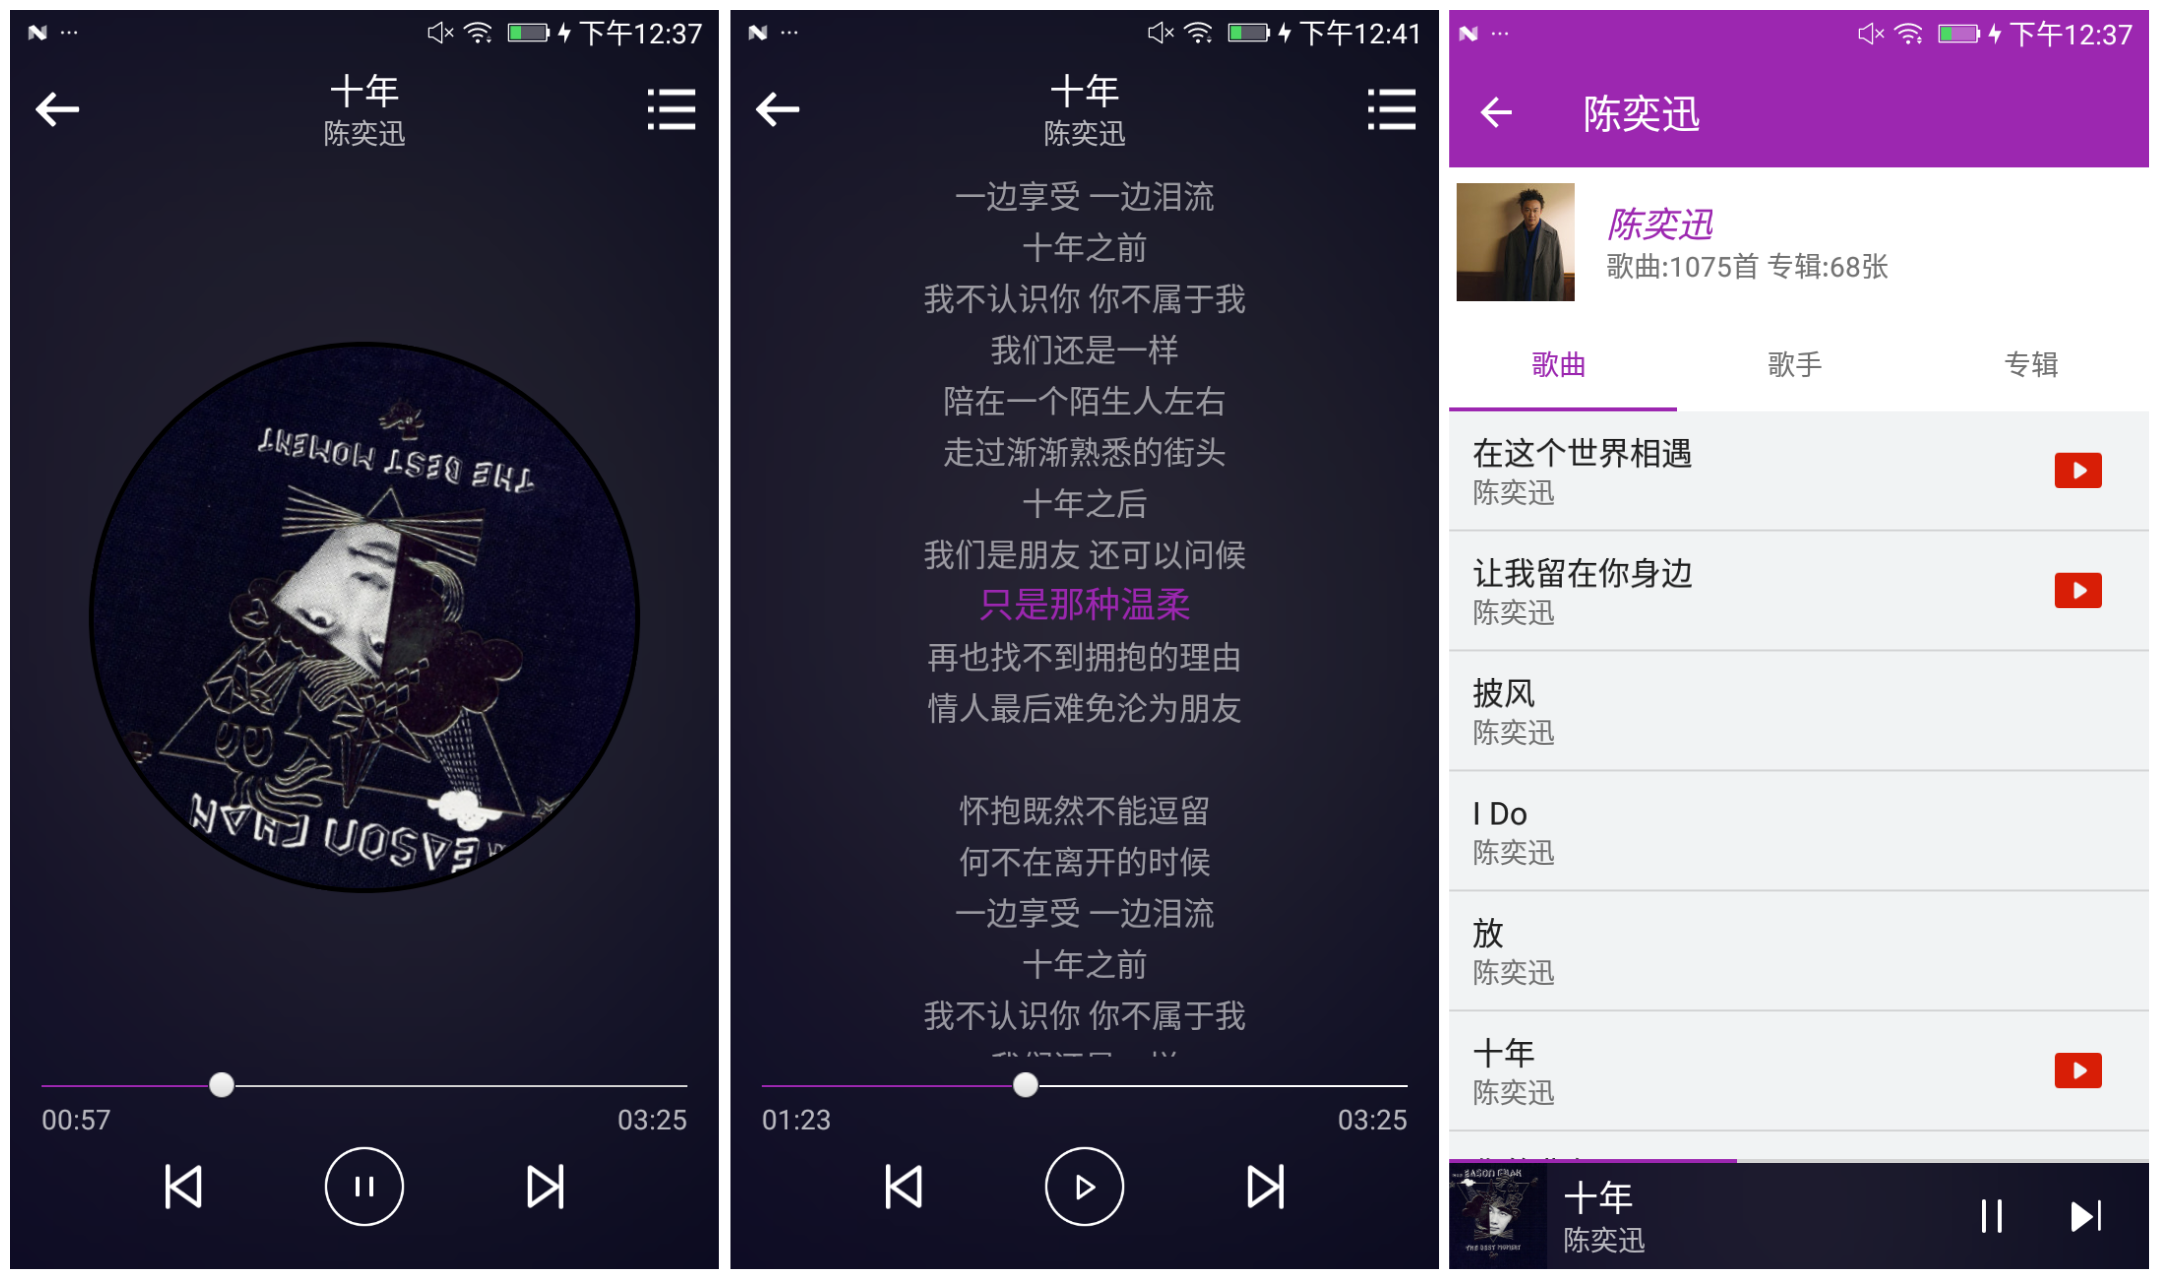 下午12:37
十年
陈奕迅
THE BEST MOMENT
EASON CHAN
00:57
03:25
下午12:41
十年
陈奕迅
一边享受 一边泪流
十年之前
我不认识你 你不属于我
我们还是一样
陪在一个陌生人左右
走过渐渐熟悉的街头
十年之后
我们是朋友 还可以问候
只是那种温柔
再也找不到拥抱的理由
情人最后难免沦为朋友
怀抱既然不能逗留
何不在离开的时候
一边享受 一边泪流
十年之前
我不认识你 你不属于我
我们还是一样
01:23
03:25
下午12:37
陈奕迅
陈奕迅
歌曲:1075首 专辑:68张
歌曲
歌手
专辑
在这个世界相遇
陈奕迅
让我留在你身边
陈奕迅
披风
陈奕迅
I Do
陈奕迅
放
陈奕迅
十年
陈奕迅
EASON CHAN
THE BEST MOMENT
十年
陈奕迅